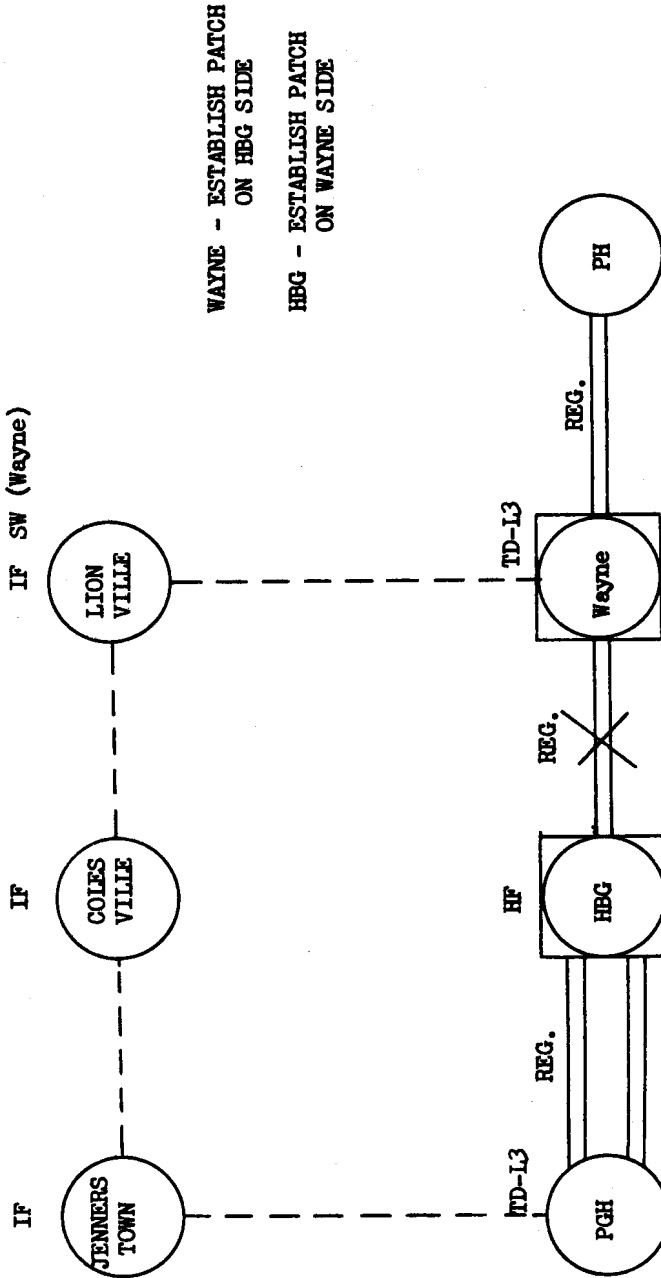 IF
IF
IF SW (Wayne)
JENNERS
TOWN
COLES
VILLE
LION
VILLE
WAYNE - ESTABLISH PATCH
ON HBG SIDE
HBG - ESTABLISH PATCH
ON WAYNE SIDE
TD-L3
REG.
HF
REG.
TD-L3
REG.
PGH
HBG
Wayne
PH